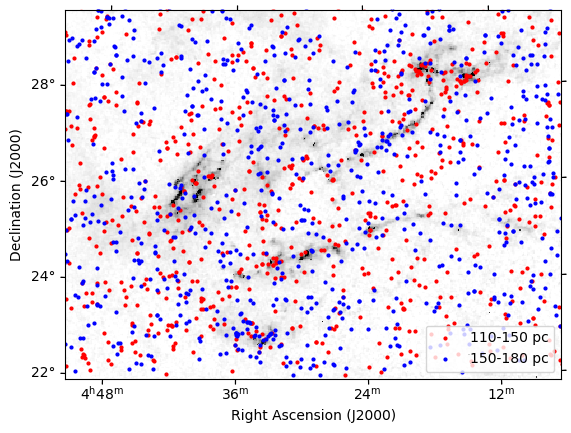 Declination (J2000)
28°
26°
24°
22°
110-150 pc
150-180 pc
4ʰ48ᵐ 36ᵐ 24ᵐ 12ᵐ
Right Ascension (J2000)